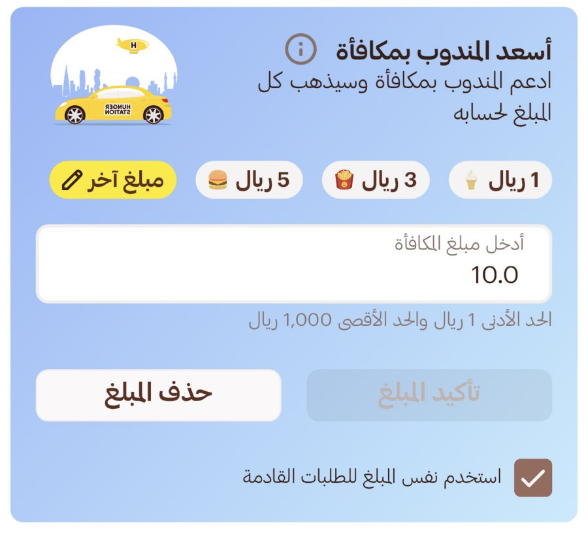 أسعد المندوب بمكافأة
ادعم المندوب بمكافأة وسيذهب كل
المبلغ لحسابه
H
HUNGER
STATION
1 ريال
3 ريال
5 ريال
مبلغ آخر
أدخل مبلغ المكافأة
10.0
الحد الأدنى 1 ريال والحد الأقصى 1,000 ريال
تأكيد المبلغ
حذف المبلغ
استخدم نفس المبلغ للطلبات القادمة